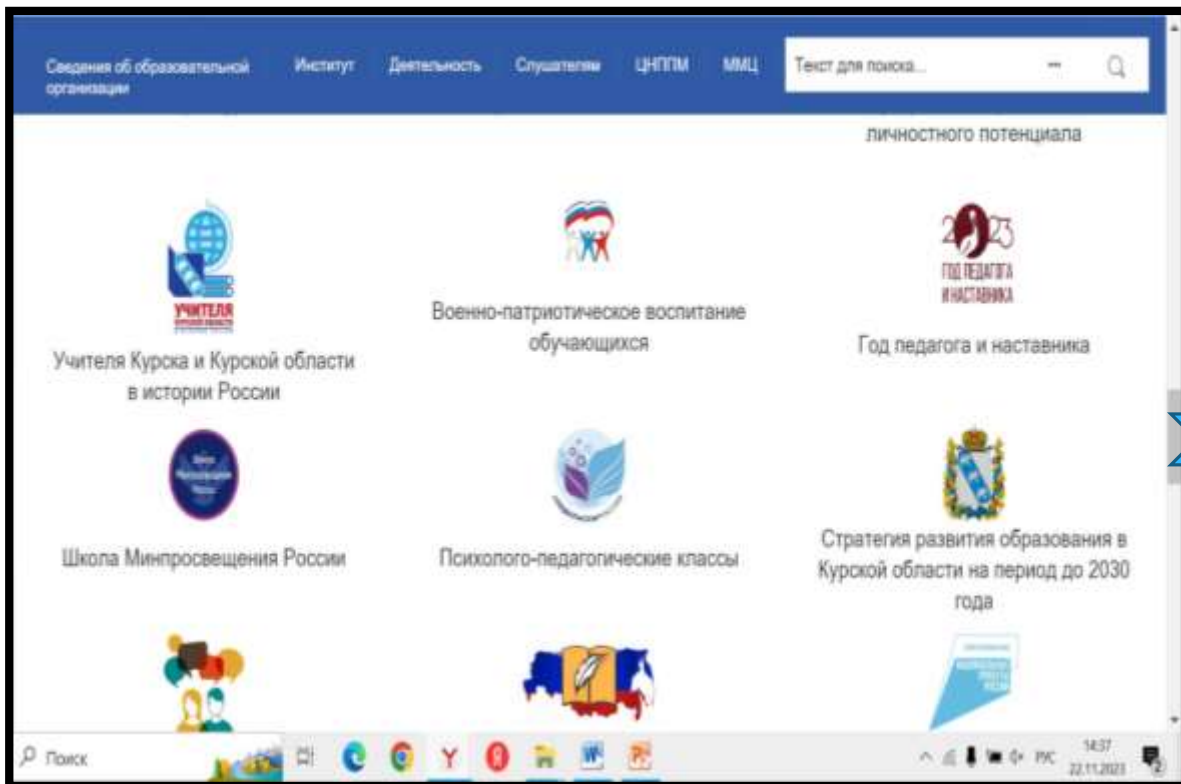 Сведения об образовательной
организации
Институт
Деятельность
Слушателям
ЦНППМ
ММЦ
Текст для поиска...
личностного потенциала
УЧИТЕЛЯ
2023
ГОД ПЕДАГОГА
И НАСТАВНИКА
Учителя Курска и Курской области
в истории России
Военно-патриотическое воспитание
обучающихся
Год педагога и наставника
Школа Минпросвещения России
Психолого-педагогические классы
Стратегия развития образования в
Курской области на период до 2030
года
Поиск
РУС
14:37
22.11.2023
2